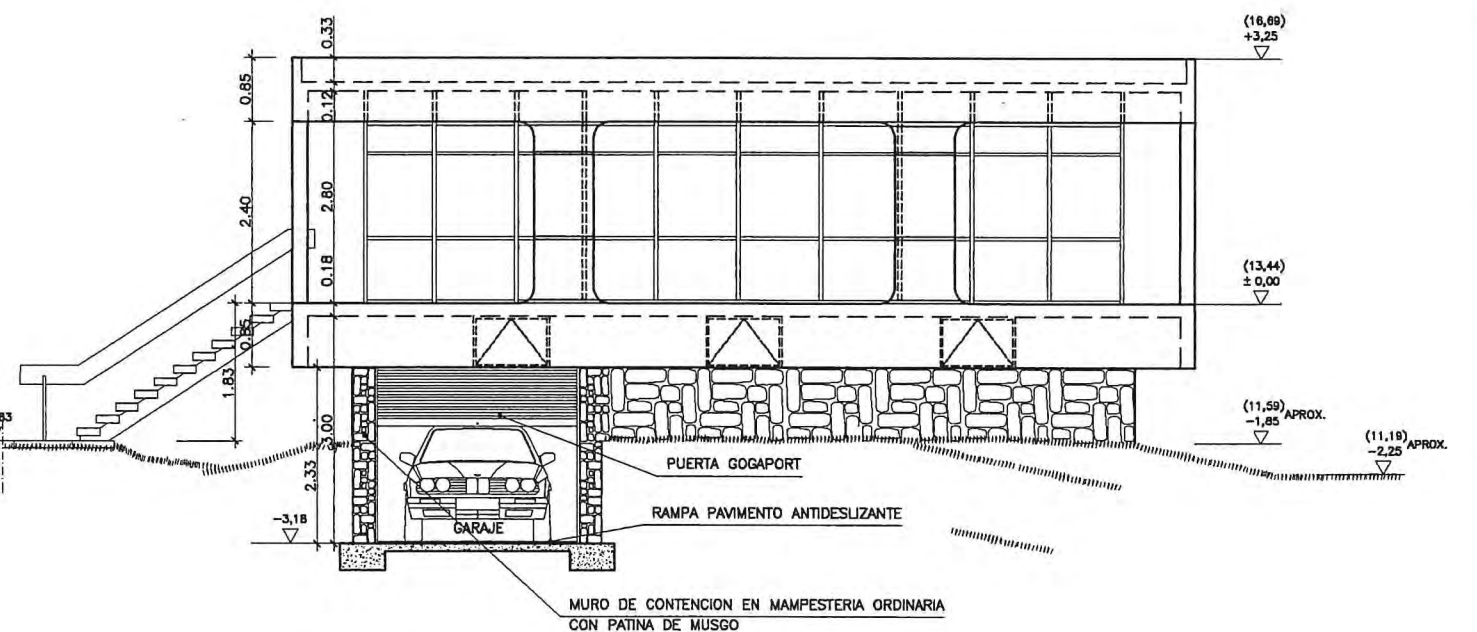 (16,69)
+3,25
0.33
0.85
0.12
2.40
2.80
0.18
(13,44)
± 0,00
0.85
1.83
(11,59) APROX.
-1,85
(11,19) APROX.
-2,25
3.00
2.33
PUERTA GOGAPORT
RAMPA PAVIMENTO ANTIDESLIZANTE
GARAJE
-3,18
MURO DE CONTENCION EN MAMPESTERIA ORDINARIA
CON PATINA DE MUSGO